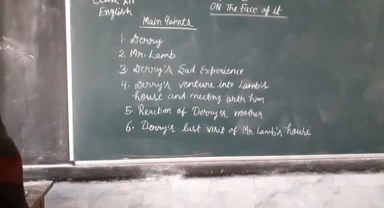 Class XII
English
ON The Face of it
Main Points
1. Derry
2. Mr. Lamb
3. Derry's Sad Experience
4. Derry's venture into Lamb's
house and meeting with him
5. Reaction of Derry's mother
6. Derry's last visit of Mr Lamb's house